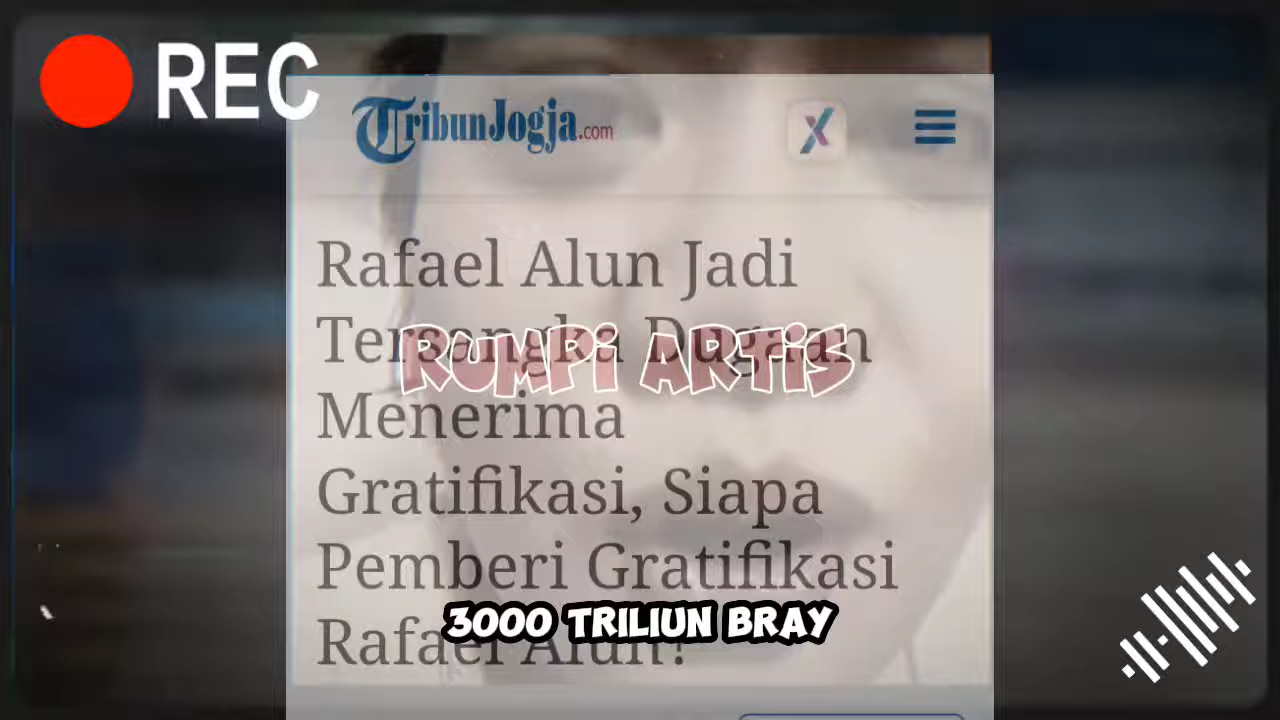 REC
TribunJogja.com
Rafael Alun Jadi
Tersangka Dugaan
RUMPI ARTIS
Menerima
Gratifikasi, Siapa
Pemberi Gratifikasi
3000 TRILIUN BRAY
Rafael Alun?